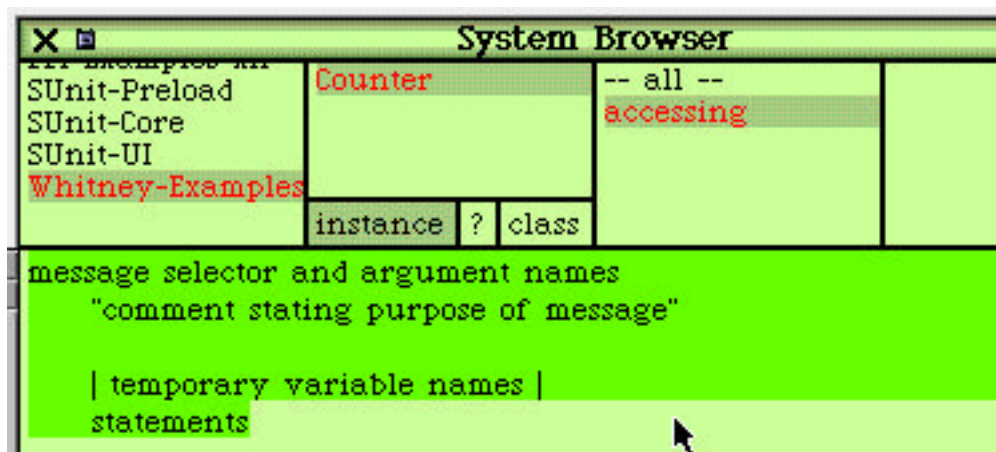 System Browser
SUnit-Preload
SUnit-Core
SUnit-UI
Whitney-Examples
Counter
instance ? class
-- all --
accessing
message selector and argument names
"comment stating purpose of message"
| temporary variable names |
statements